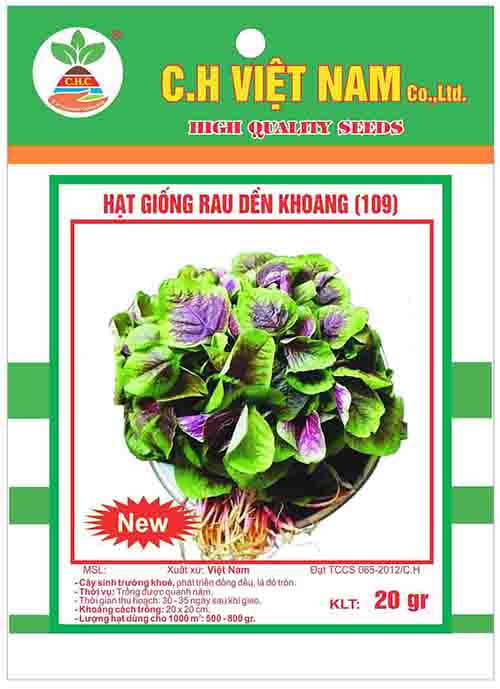 C.H.C
®
C.H VIỆT NAM Co.,Ltd.
HIGH QUALITY SEEDS
HẠT GIỐNG RAU DỀN KHOANG (109)
New
MSL: Xuất xứ: Việt Nam Đạt TCCS 065-2012/C.H
- Cây sinh trưởng khoẻ, phát triển đồng đều, lá đỏ tròn.
- Thời vụ: Trồng được quanh năm.
- Thời gian thu hoạch: 30 - 35 ngày sau khi gieo.
- Khoảng cách trồng: 20 x 20 cm.
- Lượng hạt dùng cho 1000 m²: 500 - 800 gr.
KLT: 20 gr